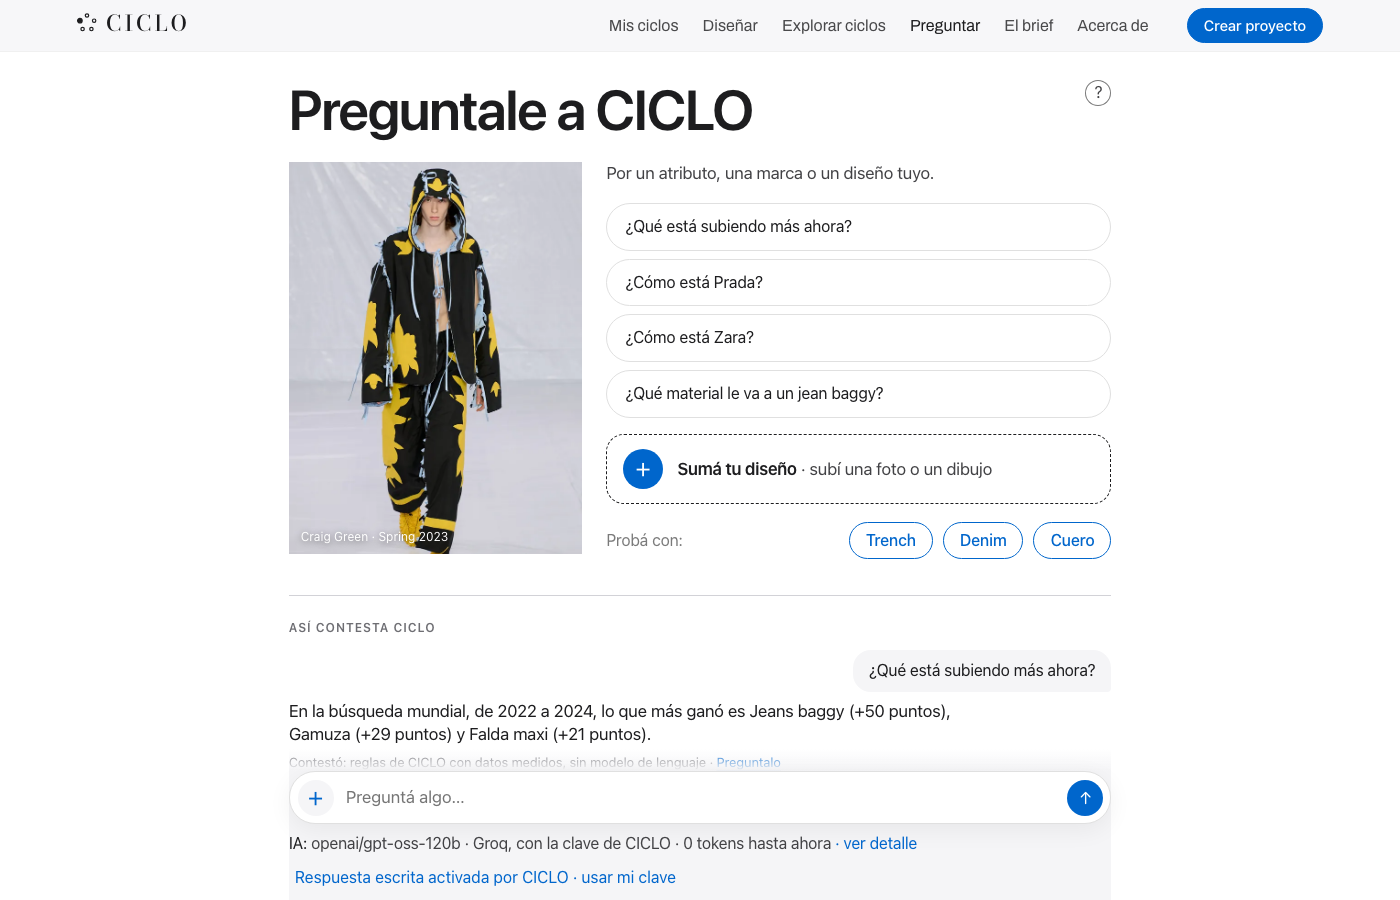 CICLO
Mis ciclos
Diseñar
Explorar ciclos
Preguntar
El brief
Acerca de
Crear proyecto
Preguntale a CICLO
?
Craig Green · Spring 2023
Por un atributo, una marca o un diseño tuyo.
¿Qué está subiendo más ahora?
¿Cómo está Prada?
¿Cómo está Zara?
¿Qué material le va a un jean baggy?
Sumá tu diseño · subí una foto o un dibujo
Probá con:
Trench
Denim
Cuero
ASÍ CONTESTA CICLO
¿Qué está subiendo más ahora?
En la búsqueda mundial, de 2022 a 2024, lo que más ganó es Jeans baggy (+50 puntos),
Gamuza (+29 puntos) y Falda maxi (+21 puntos).
Contestó: reglas de CICLO con datos medidos, sin modelo de lenguaje · Preguntalo
Preguntá algo...
IA: openai/gpt-oss-120b · Groq, con la clave de CICLO · 0 tokens hasta ahora · ver detalle
Respuesta escrita activada por CICLO · usar mi clave